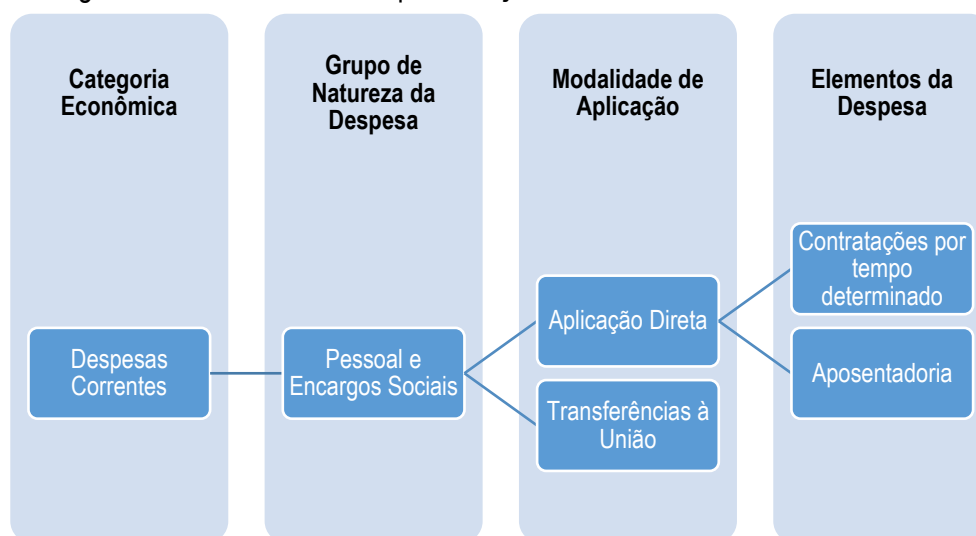 Categoria
Econômica
Grupo de
Natureza da
Despesa
Modalidade de
Aplicação
Elementos da
Despesa
Despesas
Correntes
Pessoal e
Encargos Sociais
Aplicação Direta
Transferências à
União
Contratações por
tempo
determinado
Aposentadoria